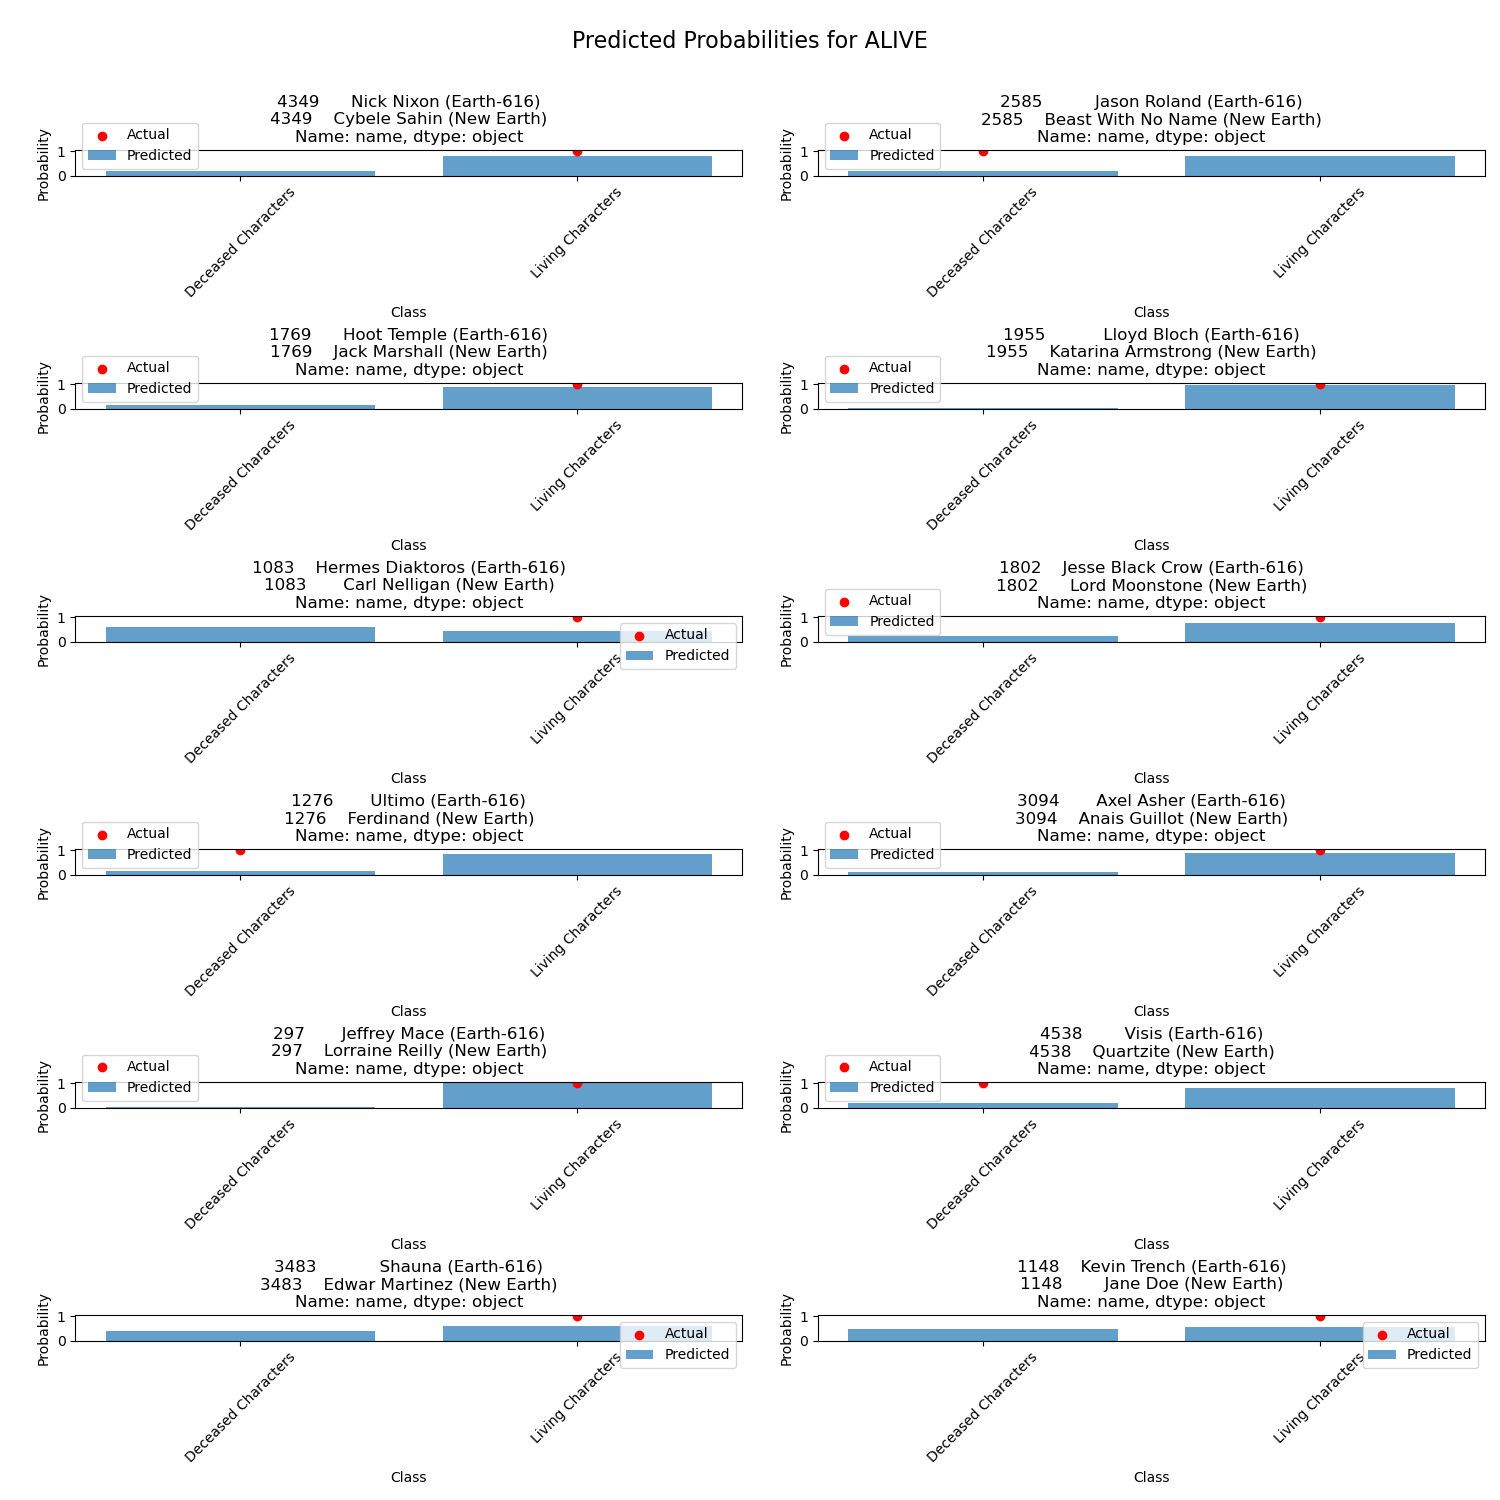 Predicted Probabilities for ALIVE
4349 Nick Nixon (Earth-616)
4349 Cybele Sahin (New Earth)
Name: name, dtype: object
Actual
Predicted
Probability
1
0
Deceased Characters
Living Characters
Class
2585 Jason Roland (Earth-616)
2585 Beast With No Name (New Earth)
Name: name, dtype: object
Actual
Predicted
Probability
1
0
Deceased Characters
Living Characters
Class
1769 Hoot Temple (Earth-616)
1769 Jack Marshall (New Earth)
Name: name, dtype: object
Actual
Predicted
Probability
1
0
Deceased Characters
Living Characters
Class
1955 Lloyd Bloch (Earth-616)
1955 Katarina Armstrong (New Earth)
Name: name, dtype: object
Actual
Predicted
Probability
1
0
Deceased Characters
Living Characters
Class
1083 Hermes Diaktoros (Earth-616)
1083 Carl Nelligan (New Earth)
Name: name, dtype: object
Actual
Predicted
Probability
1
0
Deceased Characters
Living Characters
Class
1802 Jesse Black Crow (Earth-616)
1802 Lord Moonstone (New Earth)
Name: name, dtype: object
Actual
Predicted
Probability
1
0
Deceased Characters
Living Characters
Class
1276 Ultimo (Earth-616)
1276 Ferdinand (New Earth)
Name: name, dtype: object
Actual
Predicted
Probability
1
0
Deceased Characters
Living Characters
Class
3094 Axel Asher (Earth-616)
3094 Anais Guillot (New Earth)
Name: name, dtype: object
Actual
Predicted
Probability
1
0
Deceased Characters
Living Characters
Class
297 Jeffrey Mace (Earth-616)
297 Lorraine Reilly (New Earth)
Name: name, dtype: object
Actual
Predicted
Probability
1
0
Deceased Characters
Living Characters
Class
4538 Visis (Earth-616)
4538 Quartzite (New Earth)
Name: name, dtype: object
Actual
Predicted
Probability
1
0
Deceased Characters
Living Characters
Class
3483 Shauna (Earth-616)
3483 Edwar Martinez (New Earth)
Name: name, dtype: object
Actual
Predicted
Probability
1
0
Deceased Characters
Living Characters
Class
1148 Kevin Trench (Earth-616)
1148 Jane Doe (New Earth)
Name: name, dtype: object
Actual
Predicted
Probability
1
0
Deceased Characters
Living Characters
Class